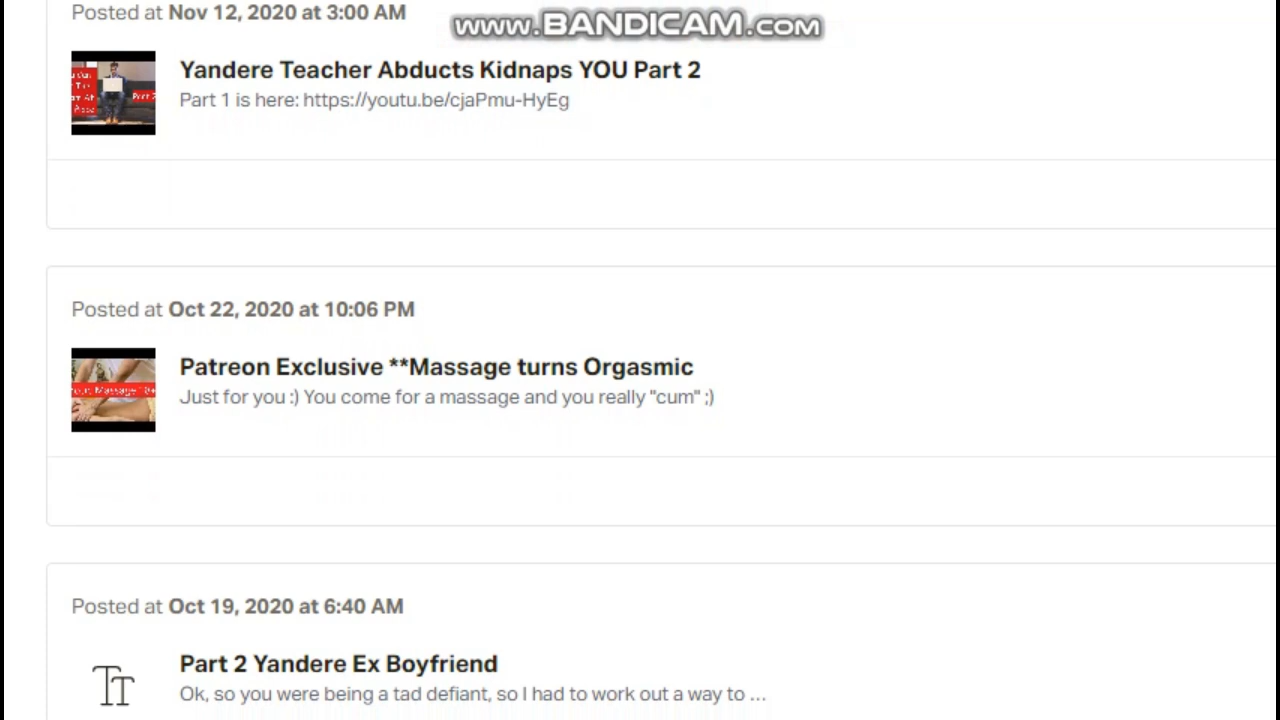 Posted at Nov 12, 2020 at 3:00 AM
www.BANDICAM.com
Yandere Teacher Abducts Kidnaps YOU Part 2
Part 1 is here: https://youtu.be/cjaPmu-HyEg
Posted at Oct 22, 2020 at 10:06 PM
Patreon Exclusive **Massage turns Orgasmic
Just for you :) You come for a massage and you really "cum" ;)
Massage
Posted at Oct 19, 2020 at 6:40 AM
Part 2 Yandere Ex Boyfriend
Ok, so you were being a tad defiant, so I had to work out a way to ...